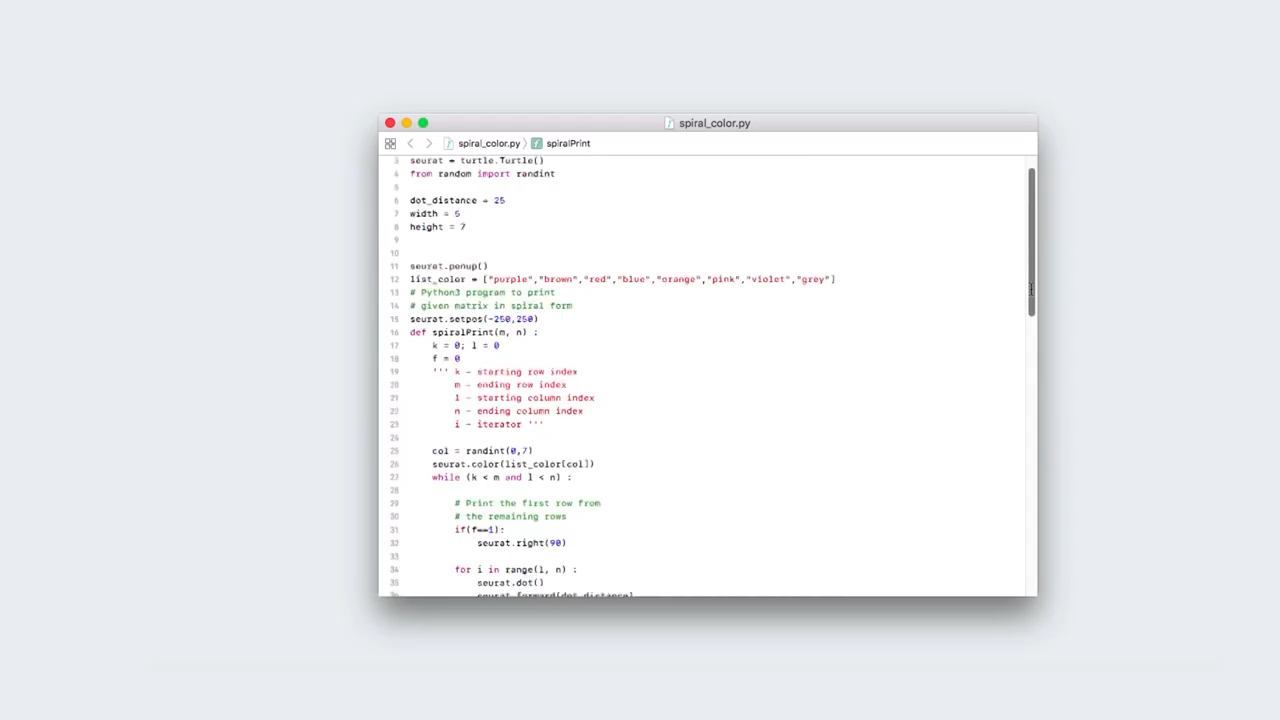 spiral_color.py
spiral_color.py spiralPrint
3 seurat = turtle.Turtle()
4 from random import randint
5
6 dot_distance = 25
7 width = 5
8 height = 7
9
10
11 seurat.penup()
12 list_color = ["purple","brown","red","blue","orange","pink","violet","grey"]
13 # Python3 program to print
14 # given matrix in spiral form
15 seurat.setpos(-250,250)
16 def spiralPrint(m, n) :
17 k = 0; l = 0
18 f = 0
19 ''' k - starting row index
20 m - ending row index
21 l - starting column index
22 n - ending column index
23 i - iterator '''
24
25 col = randint(0,7)
26 seurat.color(list_color[col])
27 while (k < m and l < n) :
28
29 # Print the first row from
30 # the remaining rows
31 if(f==1):
32 seurat.right(90)
33
34 for i in range(l, n) :
35 seurat.dot()
36 seurat.forward(dot_distance)